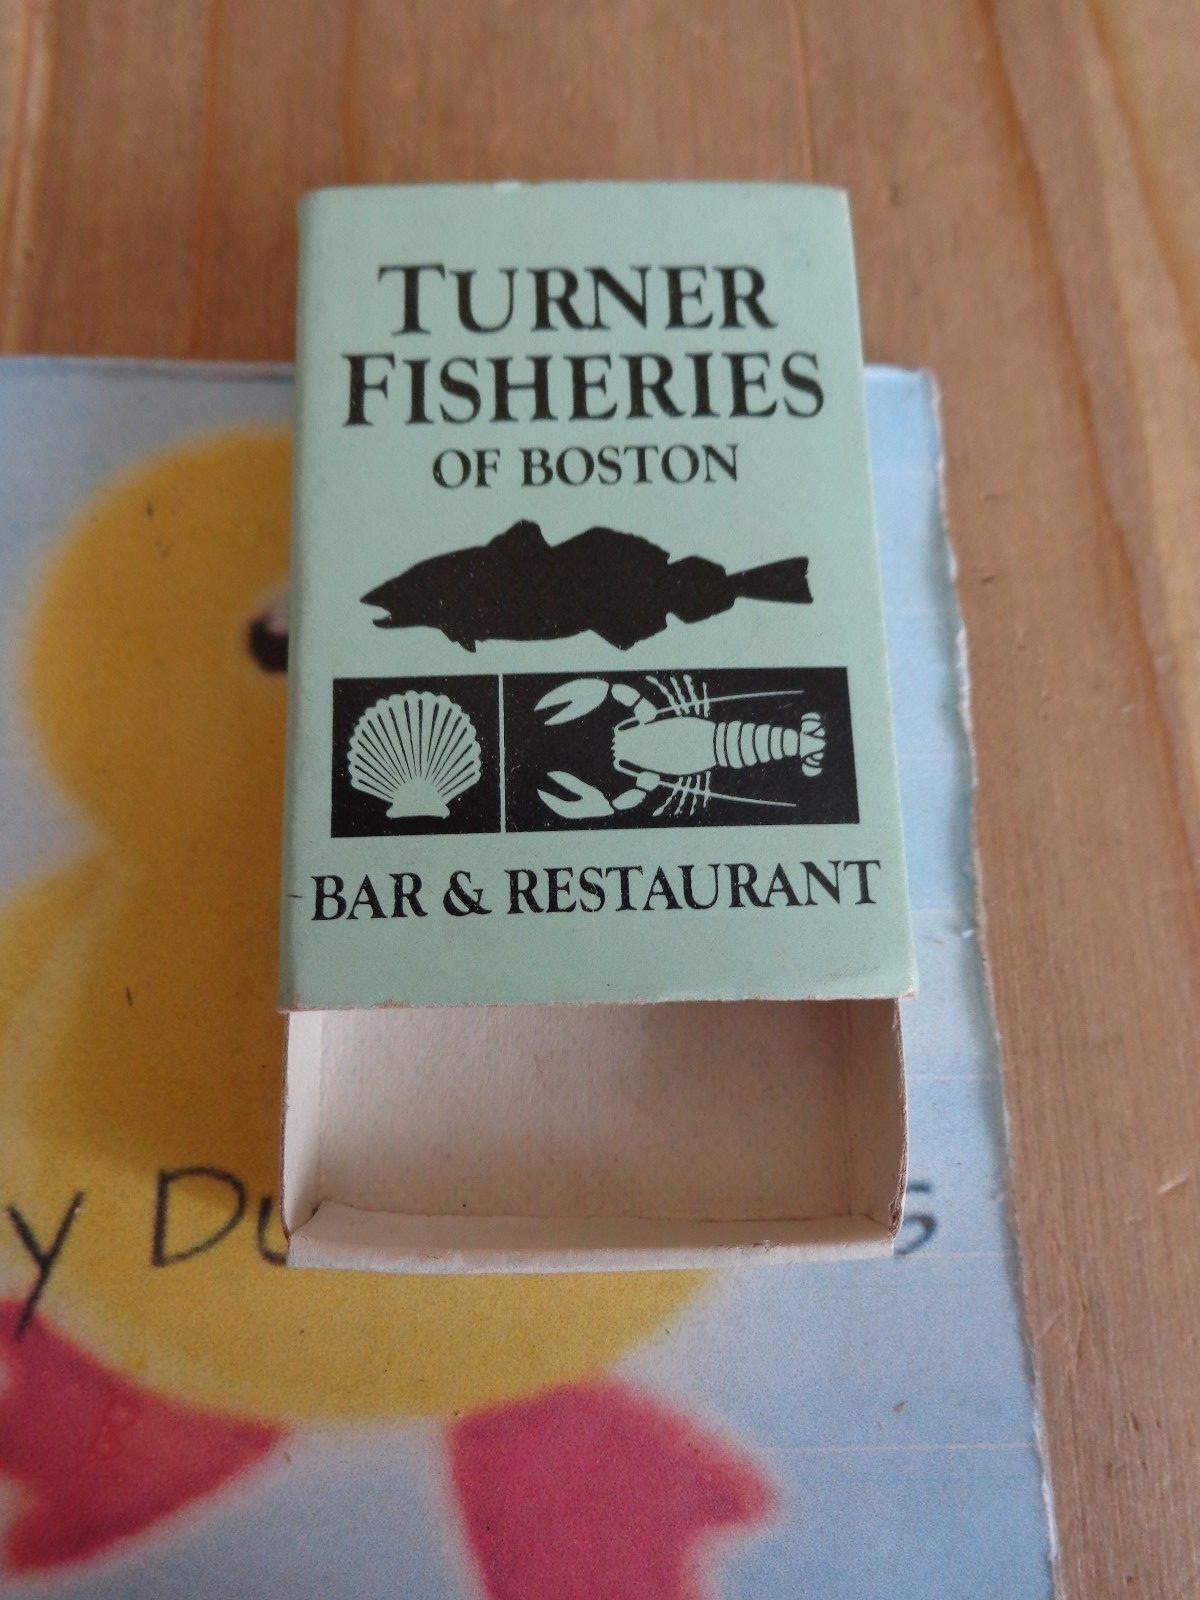 TURNER
FISHERIES
OF BOSTON
BAR & RESTAURANT